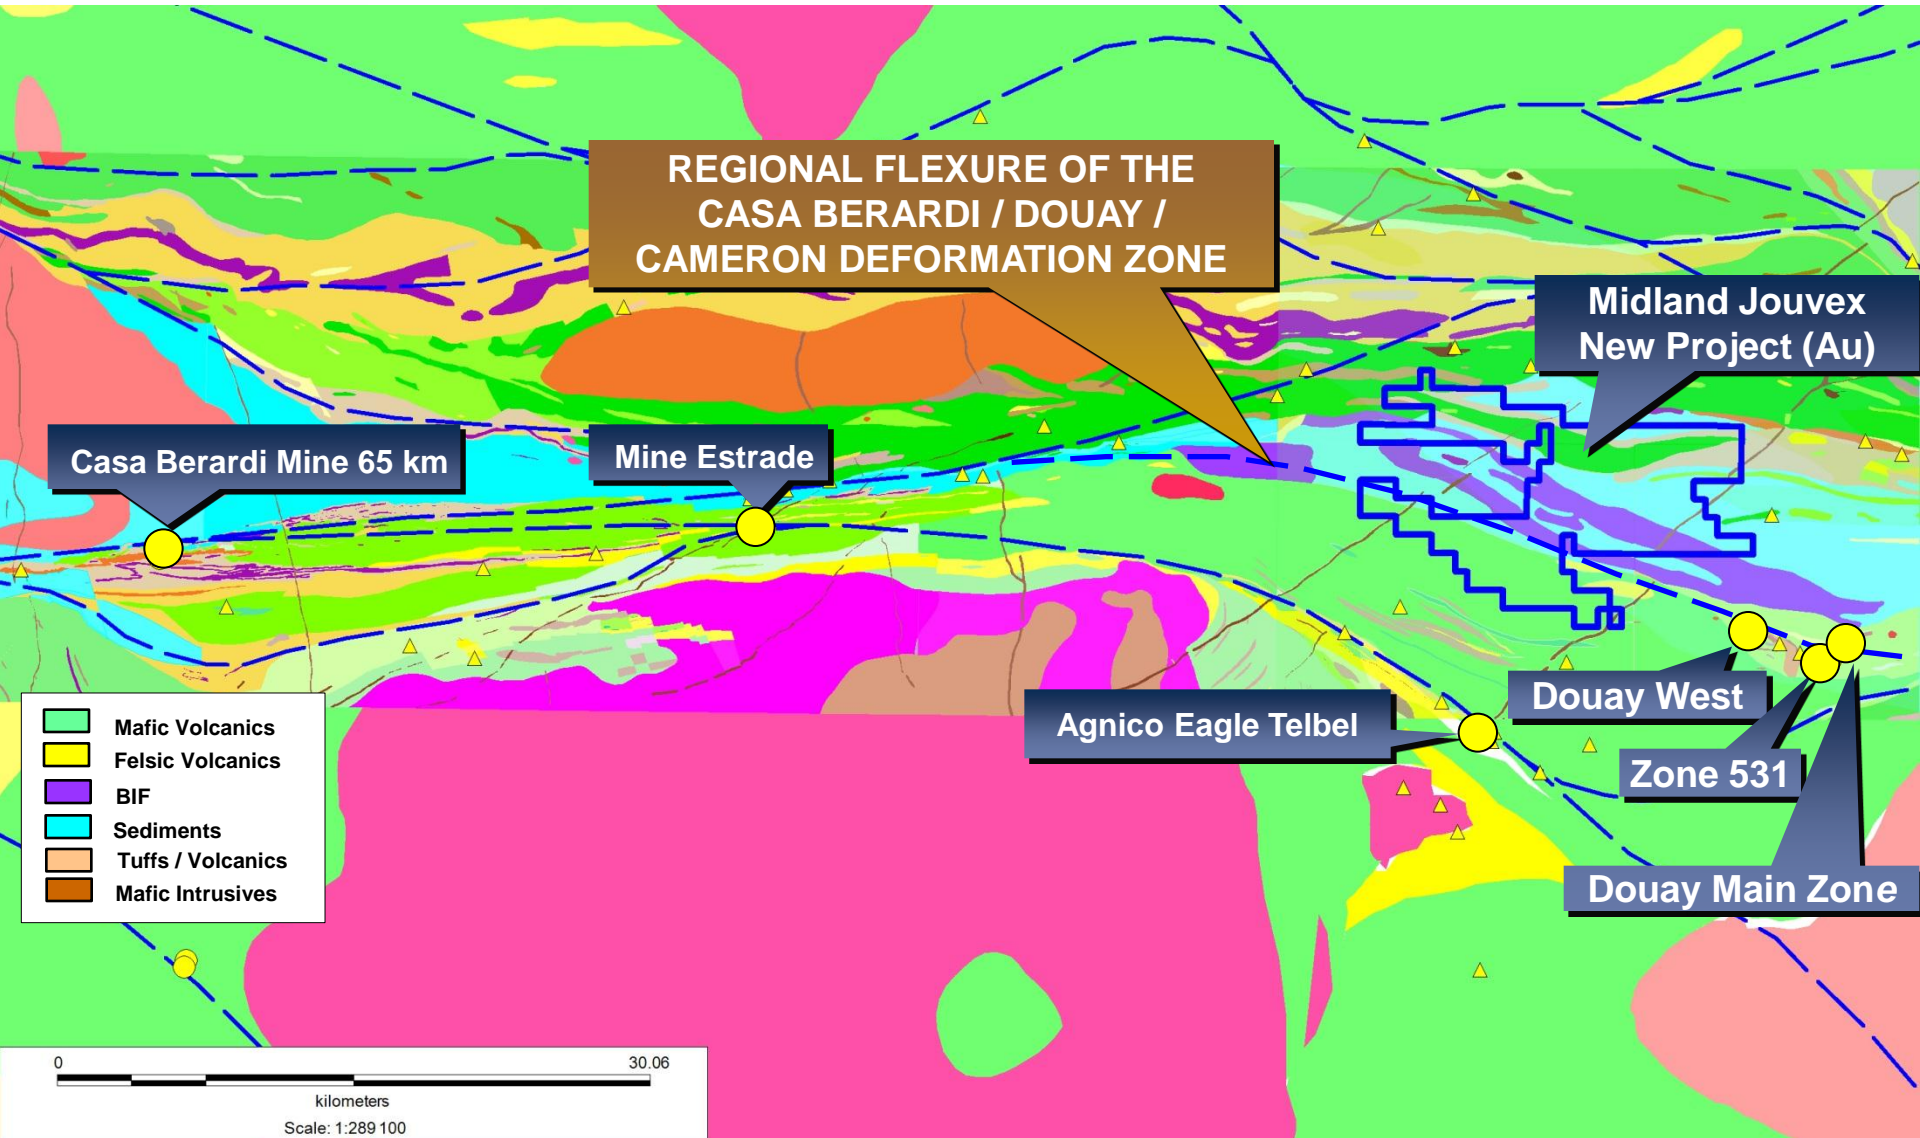 REGIONAL FLEXURE OF THE
CASA BERARDI / DOUAY /
CAMERON DEFORMATION ZONE
Midland Jouvex
New Project (Au)
Casa Berardi Mine 65 km
Mine Estrade
Douay West
Agnico Eagle Telbel
Zone 531
Douay Main Zone
Mafic Volcanics
Felsic Volcanics
BIF
Sediments
Tuffs / Volcanics
Mafic Intrusives
0 30.06
kilometers
Scale: 1:289 100